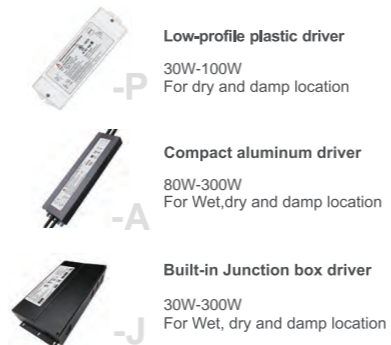 Low-profile plastic driver
30W-100W
For dry and damp location
-P
Compact aluminum driver
80W-300W
For Wet,dry and damp location
-A
Built-in Junction box driver
30W-300W
For Wet, dry and damp location
-J